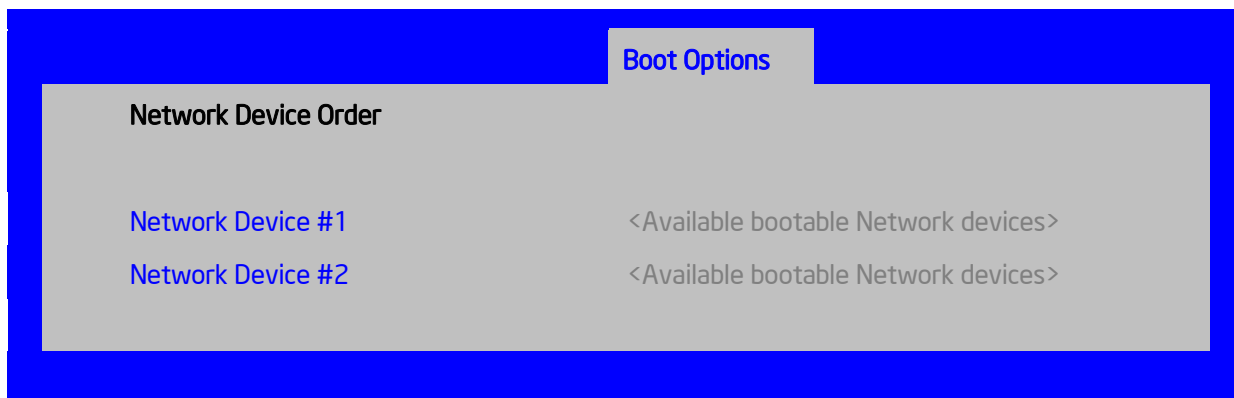 Boot Options
Network Device Order
Network Device #1 <Available bootable Network devices>
Network Device #2 <Available bootable Network devices>